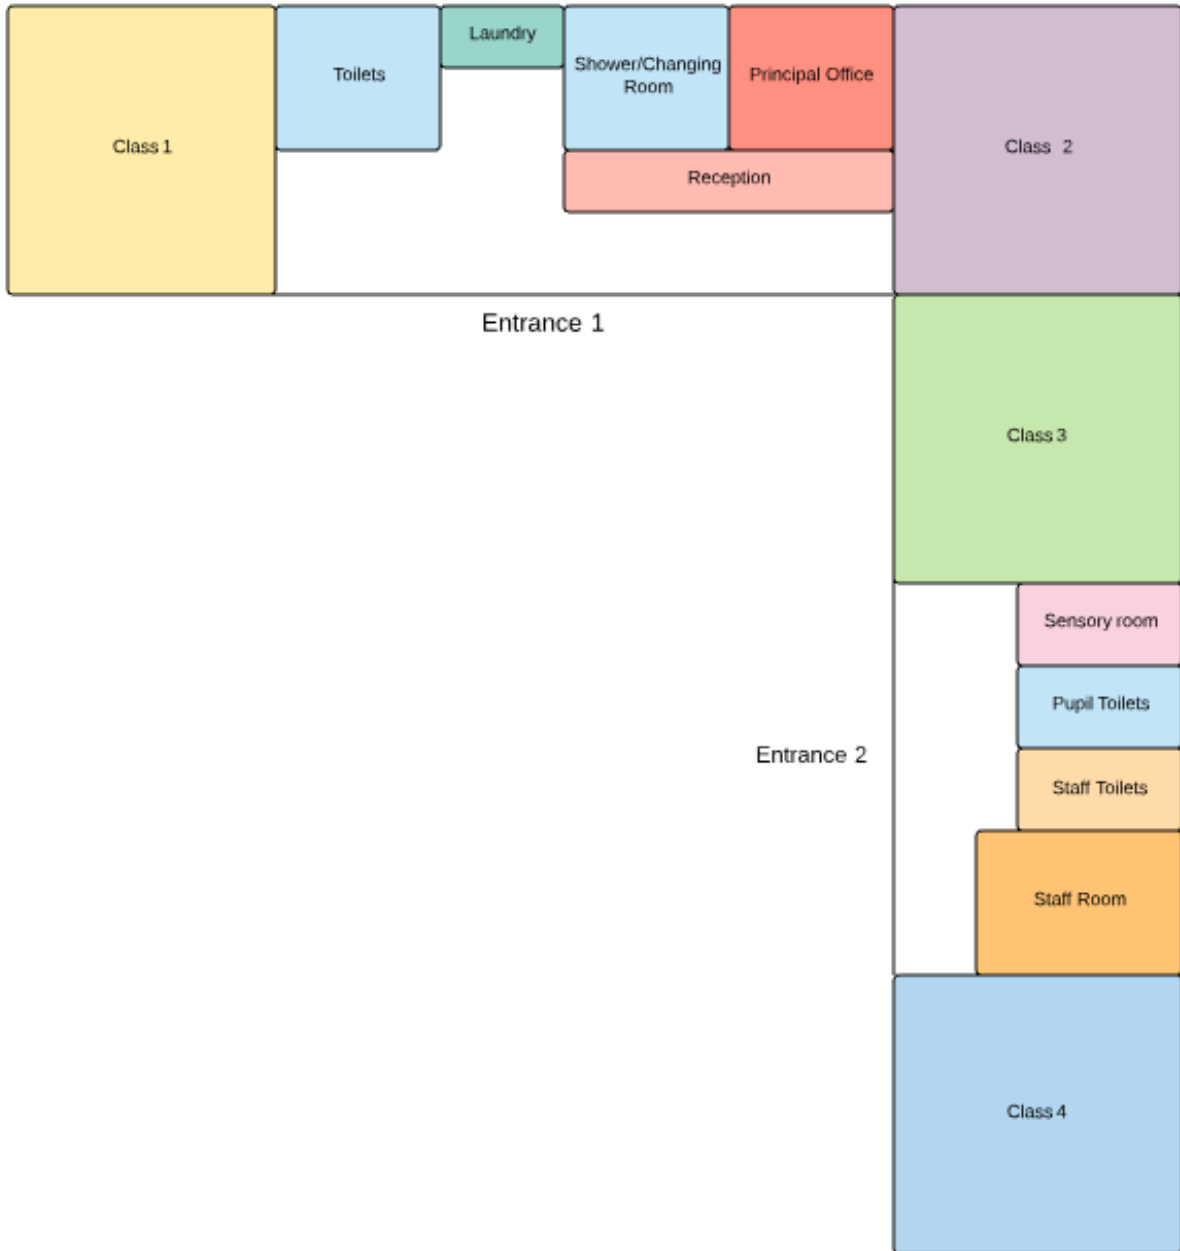 Laundry
Toilets
Shower/Changing
Room
Principal Office
Class 1
Class 2
Reception
Entrance 1
Class 3
Sensory room
Pupil Toilets
Entrance 2
Staff Toilets
Staff Room
Class 4